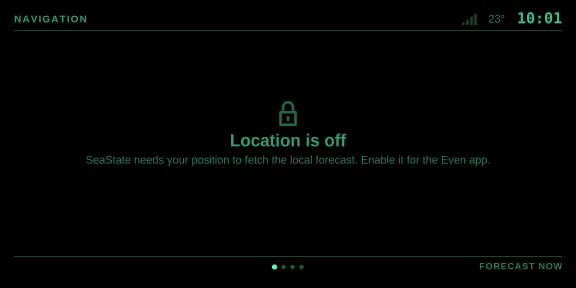 NAVIGATION 23° 10:01
Location is off
SeaState needs your position to fetch the local forecast. Enable it for the Even app.
FORECAST NOW